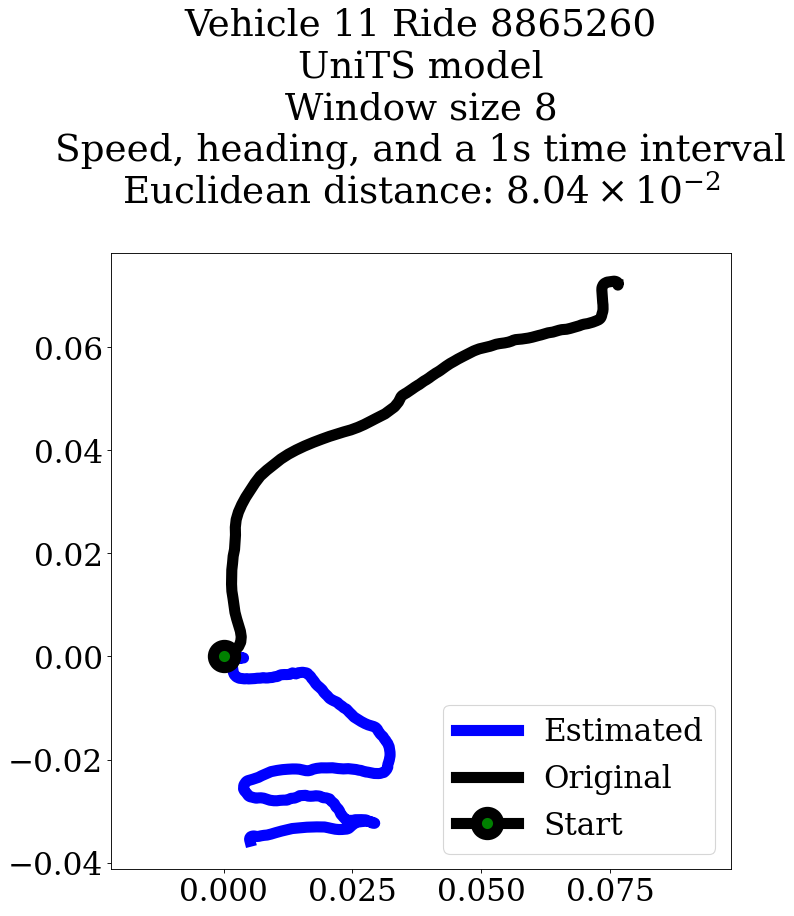 Vehicle 11 Ride 8865260
UniTS model
Window size 8
Speed, heading, and a 1s time interval
Euclidean distance: 8.04 × 10⁻²
0.06
0.04
0.02
0.00
−0.02
−0.04
Estimated
Original
Start
0.000 0.025 0.050 0.075